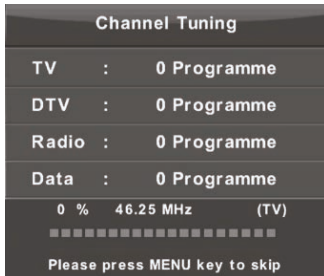 Channel Tuning
TV : 0 Programme
DTV : 0 Programme
Radio : 0 Programme
Data : 0 Programme
0 % 46.25 MHz (TV)
Please press MENU key to skip